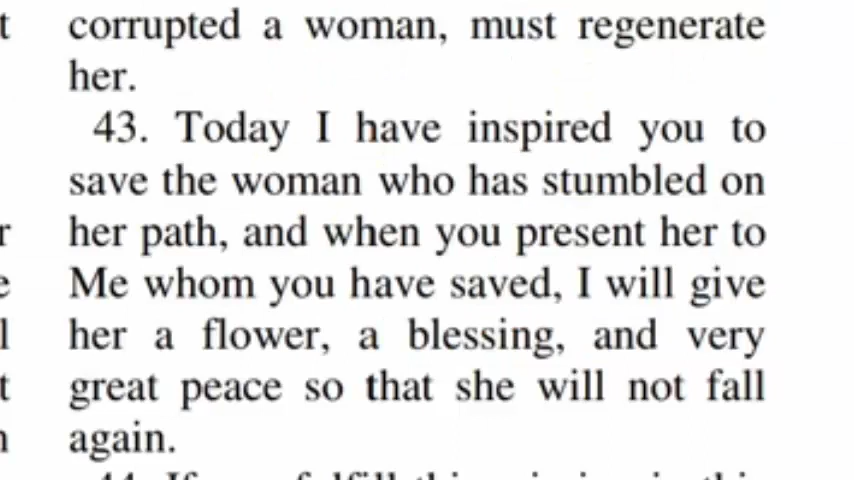 corrupted a woman, must regenerate
her.
43. Today I have inspired you to
save the woman who has stumbled on
her path, and when you present her to
Me whom you have saved, I will give
her a flower, a blessing, and very
great peace so that she will not fall
again.